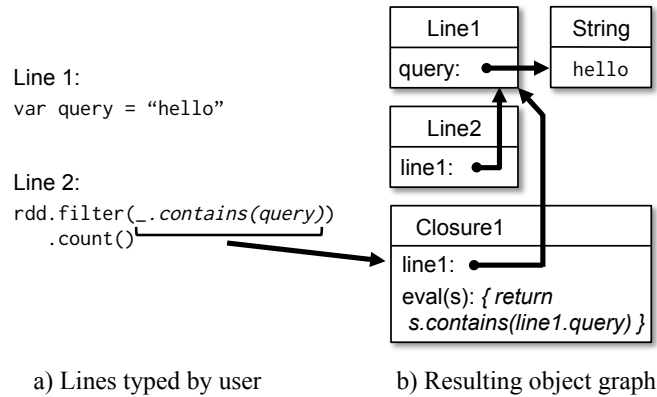 Line 1:
var query = “hello”
Line 2:
rdd.filter(_.contains(query))
.count()
Line1
query:
String
hello
Line2
line1:
Closure1
line1:
eval(s): { return
s.contains(line1.query) }
a) Lines typed by user
b) Resulting object graph